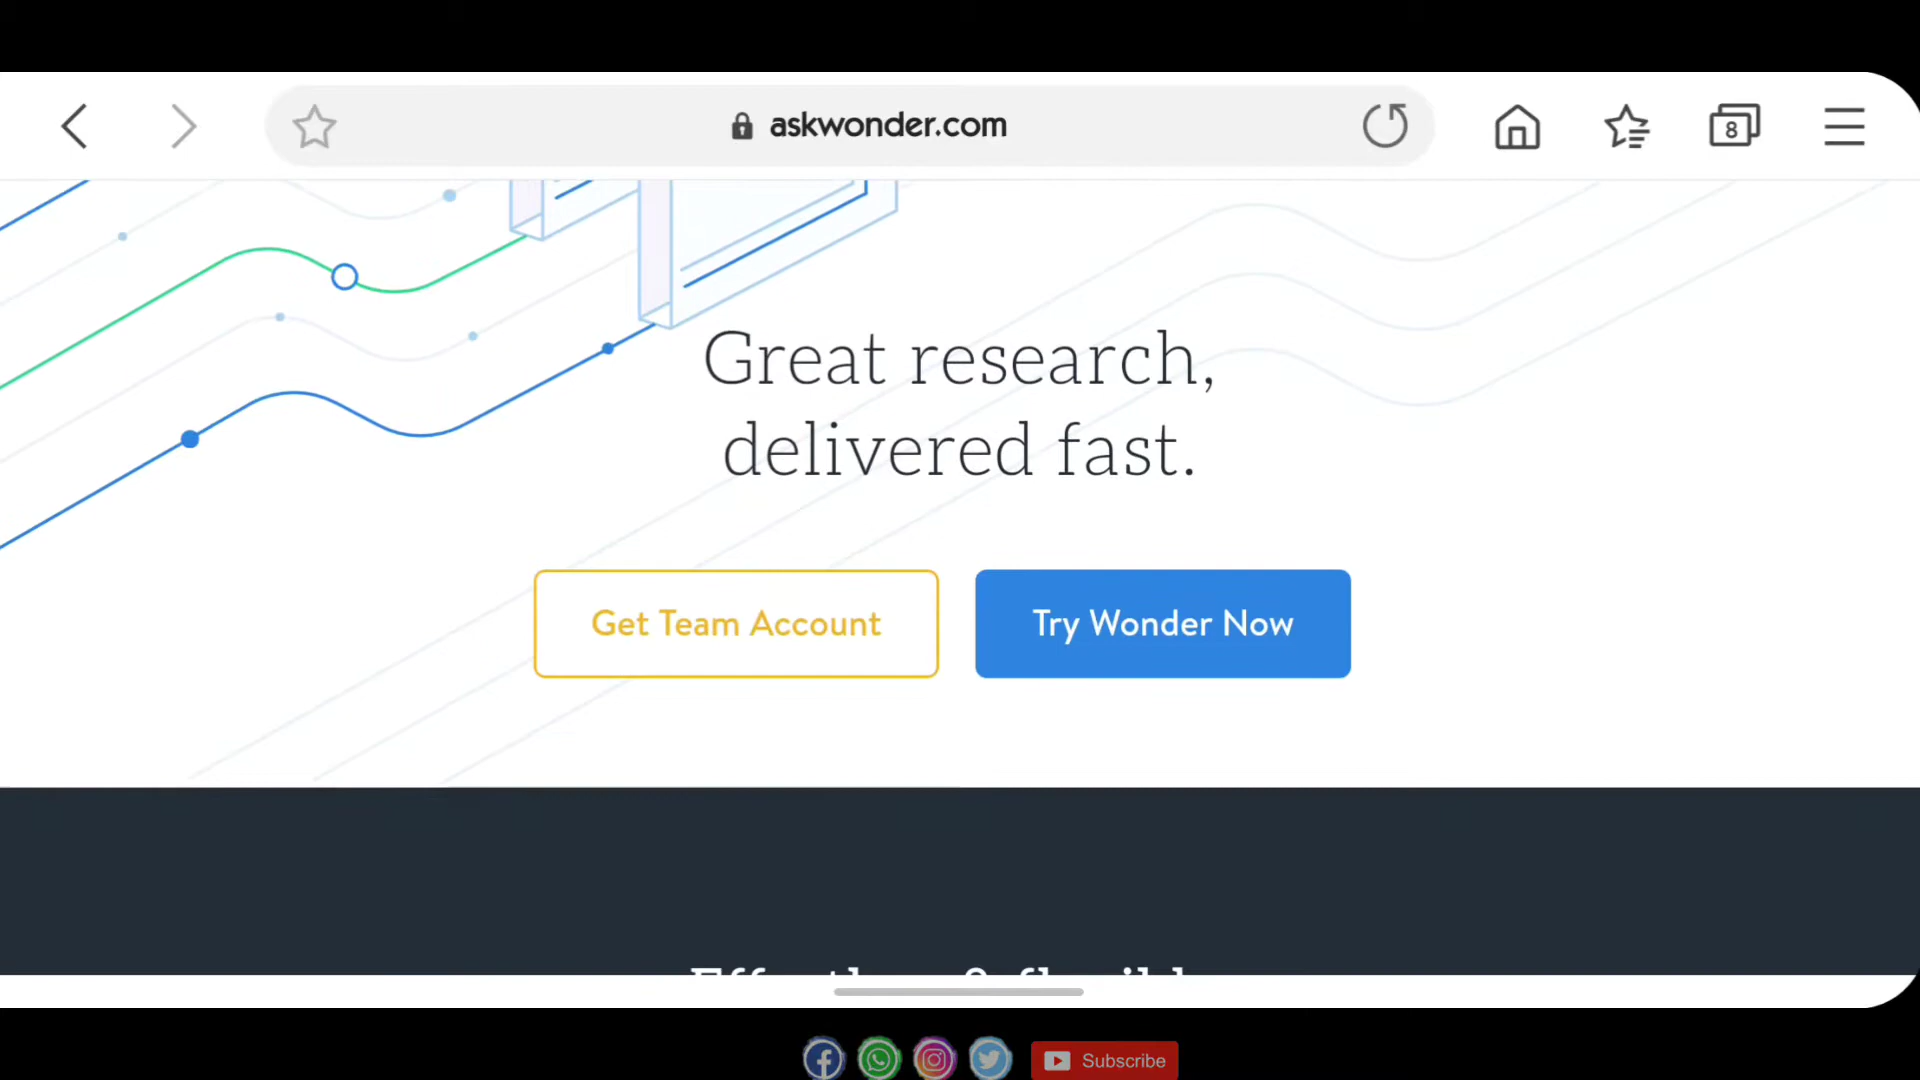 askwonder.com
8
Great research,
delivered fast.
Get Team Account
Try Wonder Now
Subscribe